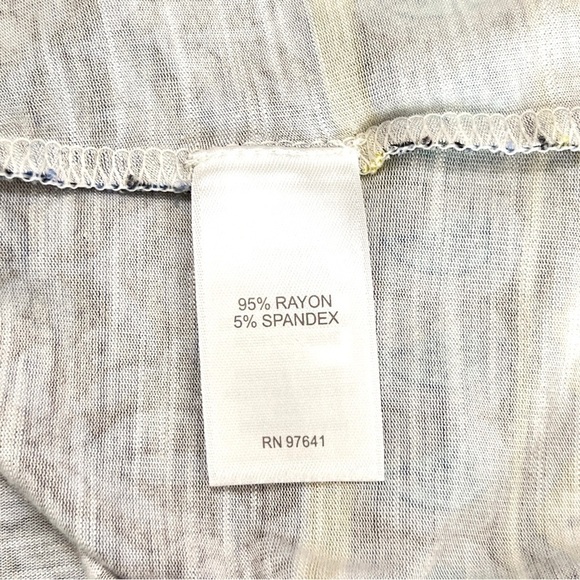 95% RAYON
5% SPANDEX
RN 97641